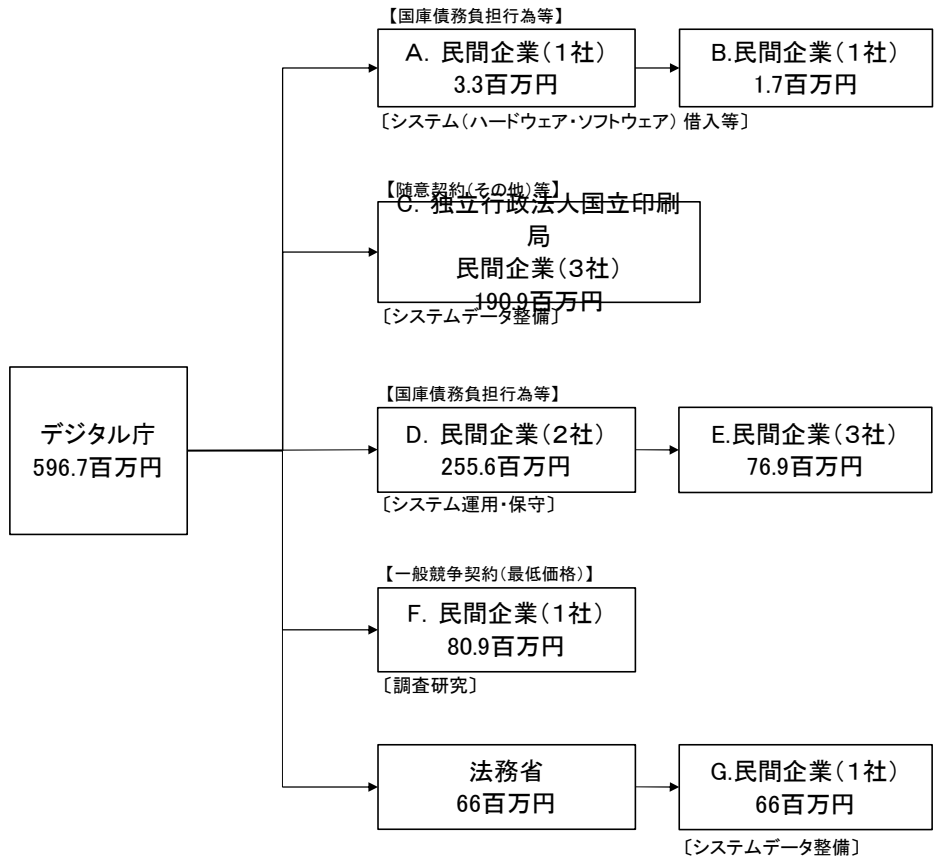 【国庫債務負担行為等】
A. 民間企業(1社)
3.3百万円
B.民間企業(1社)
1.7百万円
〔システム(ハードウェア・ソフトウェア) 借入等〕
【随意契約(その他)等】
C. 独立行政法人国立印刷
局
民間企業(3社)
190.9百万円
〔システムデータ整備〕
デジタル庁
596.7百万円
【国庫債務負担行為等】
D. 民間企業(2社)
255.6百万円
E.民間企業(3社)
76.9百万円
〔システム運用・保守〕
【一般競争契約(最低価格)】
F. 民間企業(1社)
80.9百万円
〔調査研究〕
法務省
66百万円
G.民間企業(1社)
66百万円
〔システムデータ整備〕